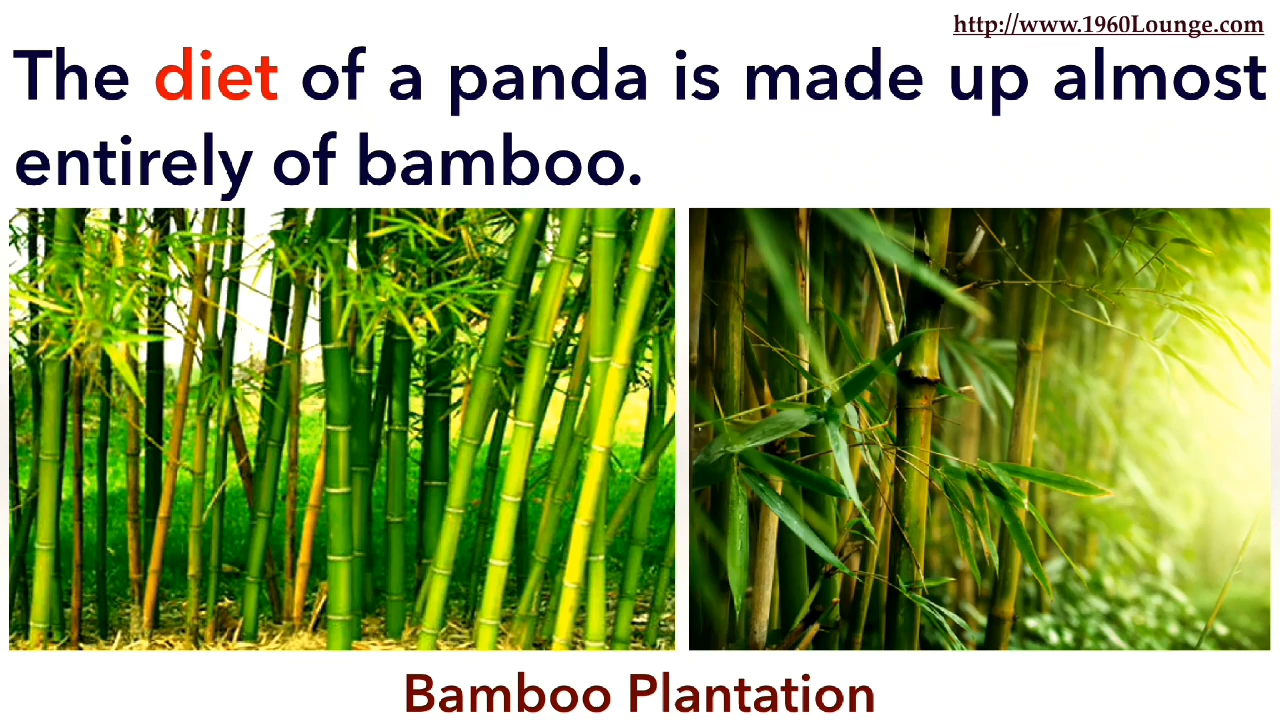 http://www.1960Lounge.com
The diet of a panda is made up almost
entirely of bamboo.
Bamboo Plantation